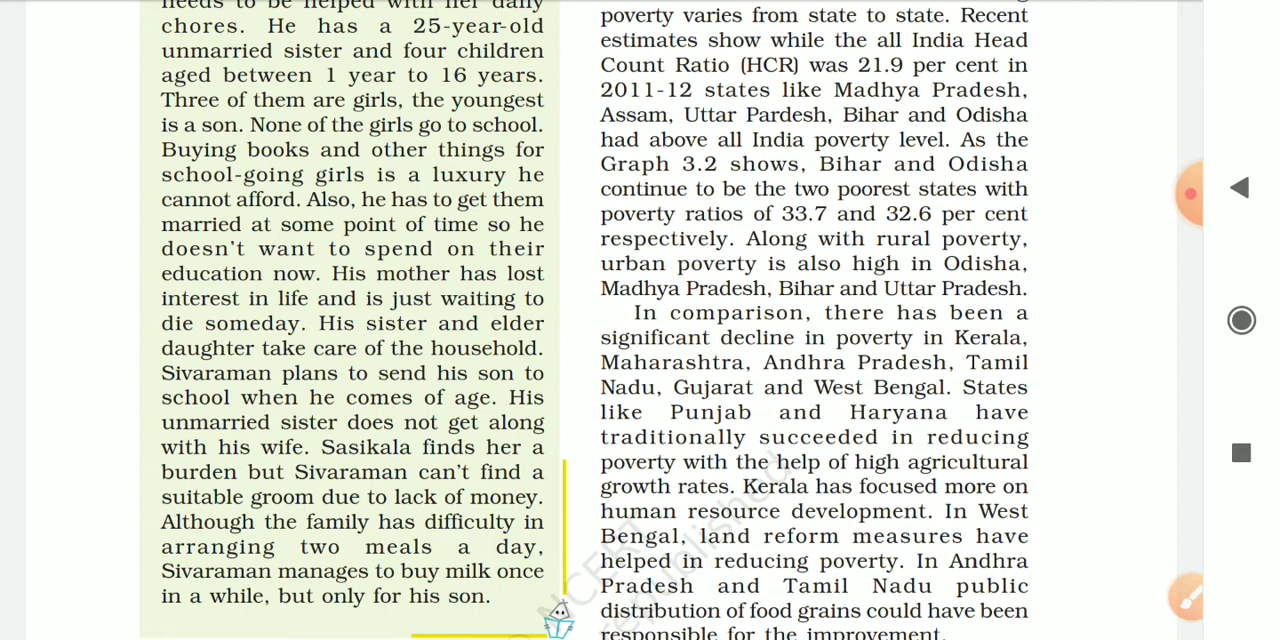 needs to be helped with her daily
chores. He has a 25-year-old
unmarried sister and four children
aged between 1 year to 16 years.
Three of them are girls, the youngest
is a son. None of the girls go to school.
Buying books and other things for
school-going girls is a luxury he
cannot afford. Also, he has to get them
married at some point of time so he
doesn't want to spend on their
education now. His mother has lost
interest in life and is just waiting to
die someday. His sister and elder
daughter take care of the household.
Sivaraman plans to send his son to
school when he comes of age. His
unmarried sister does not get along
with his wife. Sasikala finds her a
burden but Sivaraman can't find a
suitable groom due to lack of money.
Although the family has difficulty in
arranging two meals a day,
Sivaraman manages to buy milk once
in a while, but only for his son.
poverty varies from state to state. Recent
estimates show while the all India Head
Count Ratio (HCR) was 21.9 per cent in
2011-12 states like Madhya Pradesh,
Assam, Uttar Pardesh, Bihar and Odisha
had above all India poverty level. As the
Graph 3.2 shows, Bihar and Odisha
continue to be the two poorest states with
poverty ratios of 33.7 and 32.6 per cent
respectively. Along with rural poverty,
urban poverty is also high in Odisha,
Madhya Pradesh, Bihar and Uttar Pradesh.
In comparison, there has been a
significant decline in poverty in Kerala,
Maharashtra, Andhra Pradesh, Tamil
Nadu, Gujarat and West Bengal. States
like Punjab and Haryana have
traditionally succeeded in reducing
poverty with the help of high agricultural
growth rates. Kerala has focused more on
human resource development. In West
Bengal, land reform measures have
helped in reducing poverty. In Andhra
Pradesh and Tamil Nadu public
distribution of food grains could have been
responsible for the improvement.
© NCERT
republished